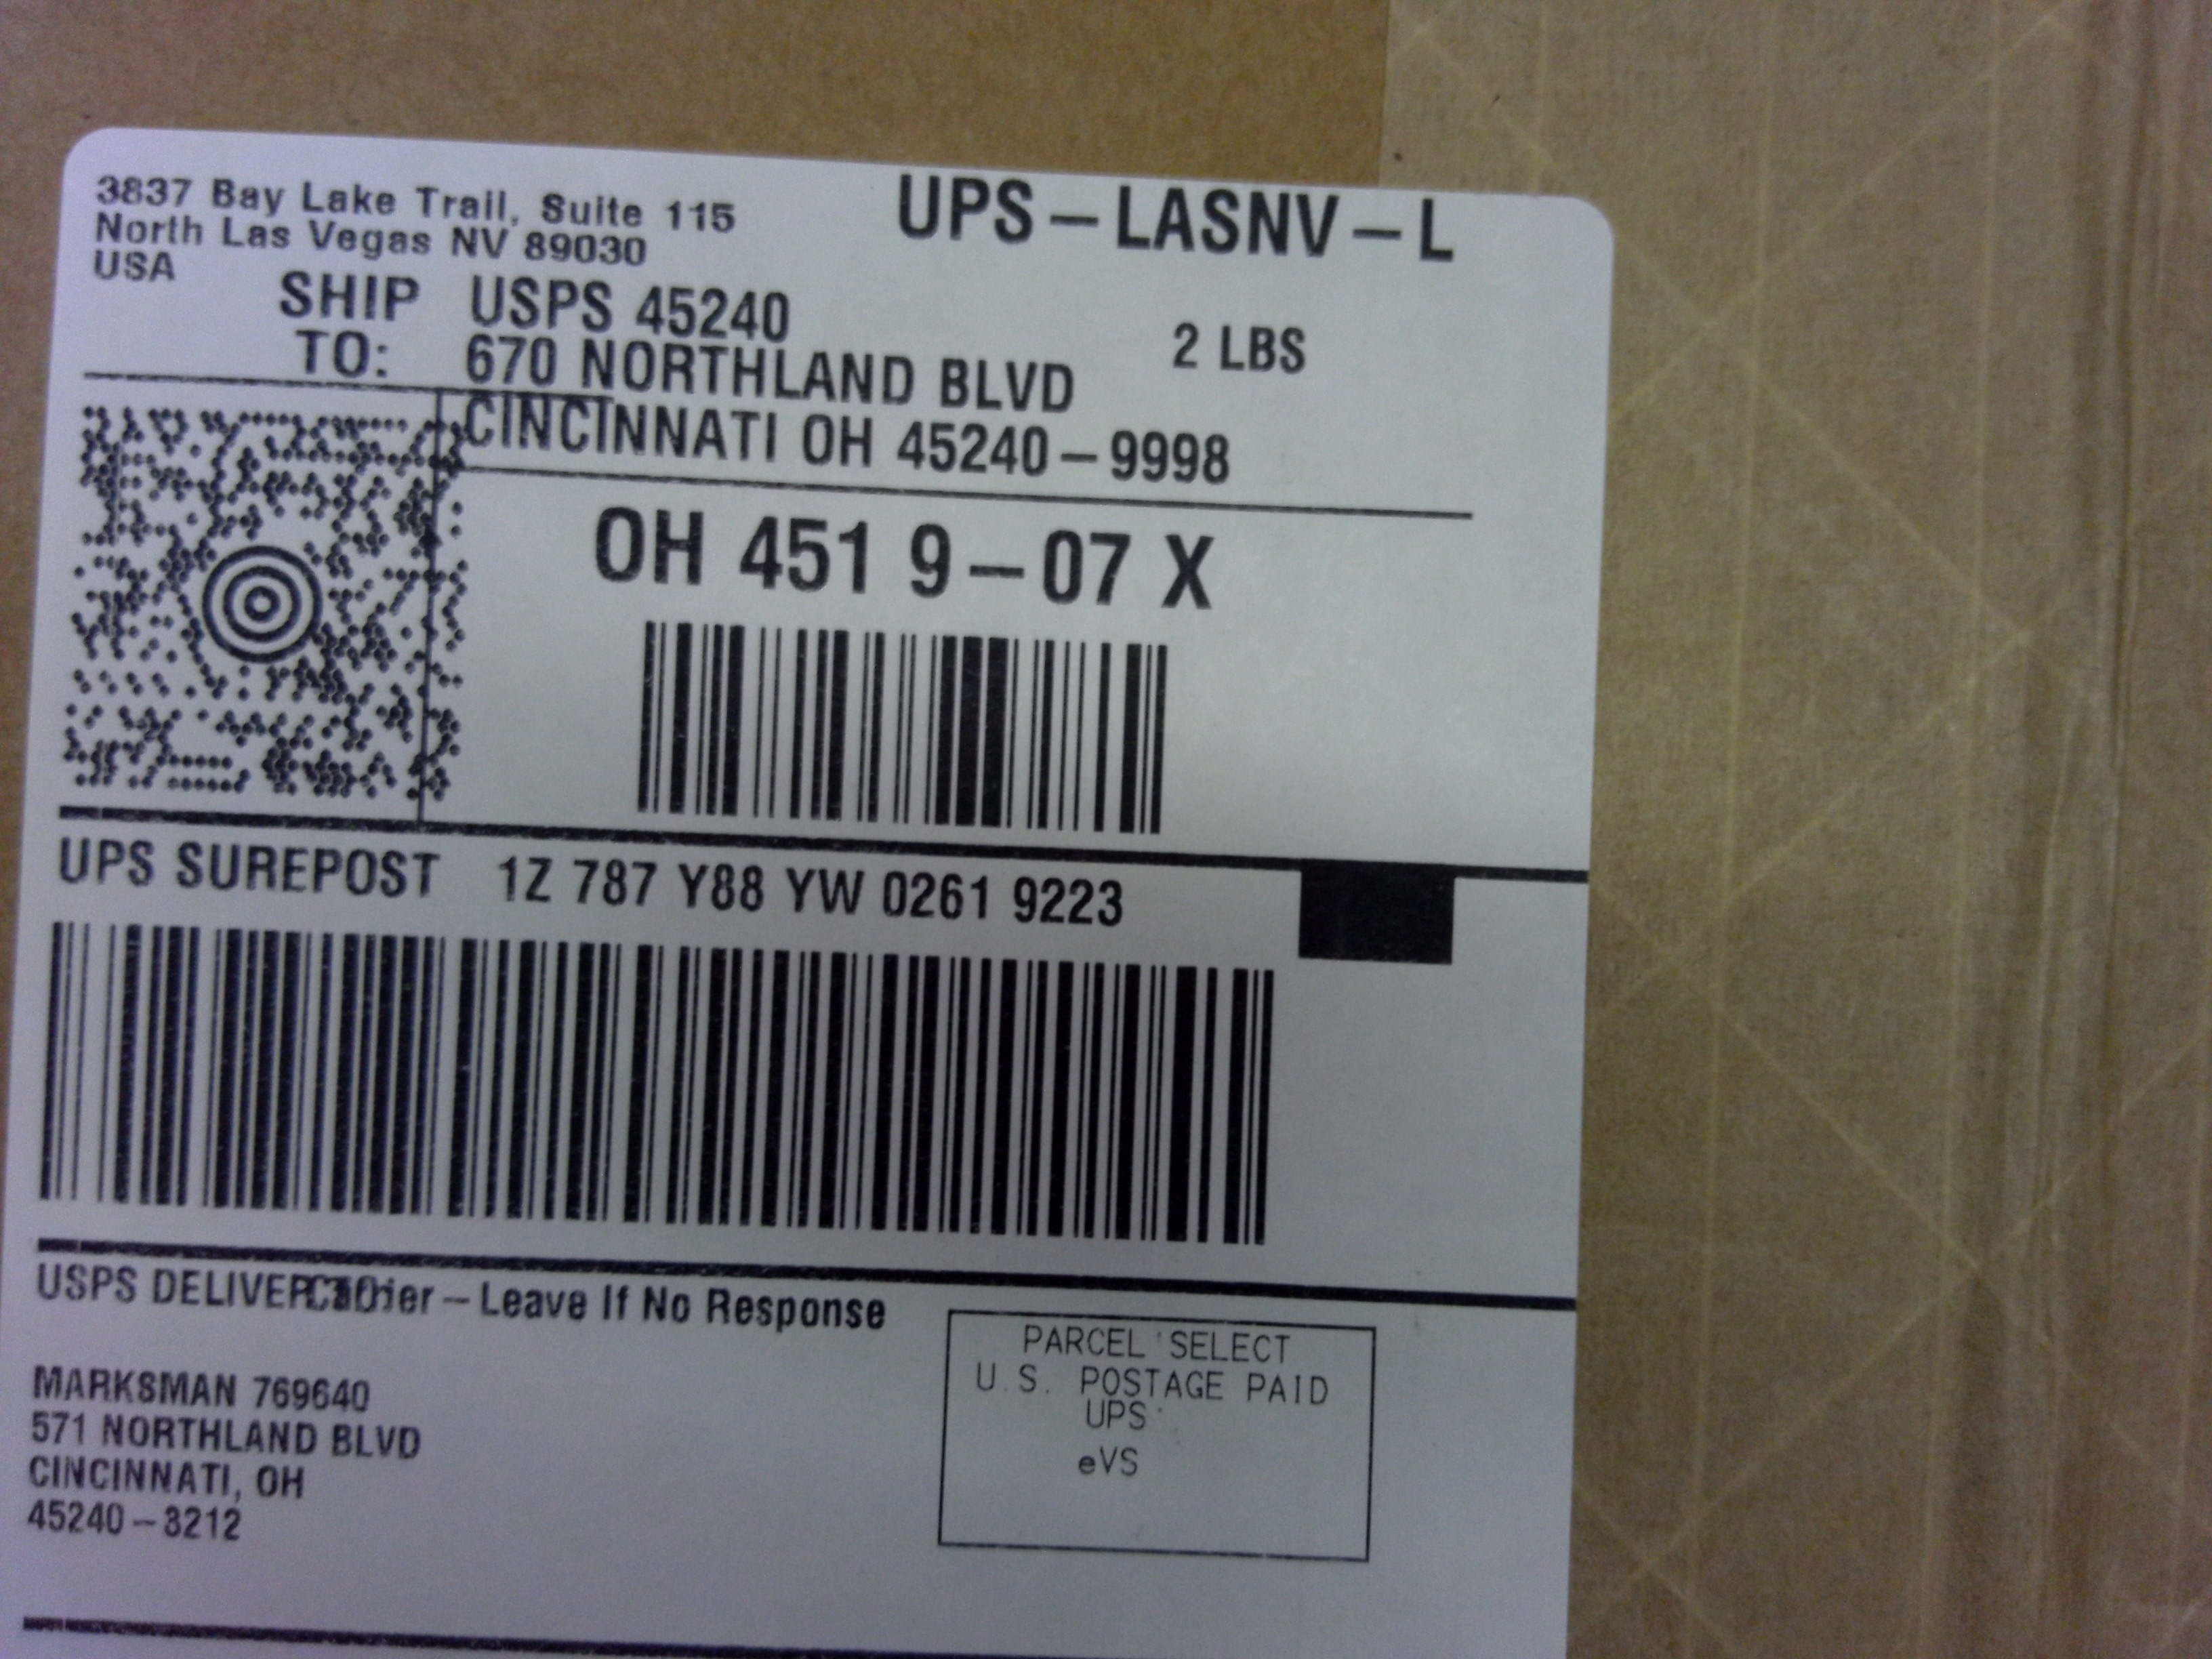 3837 Bay Lake Trail, Suite 115
North Las Vegas NV 89030
USA
UPS-LASNV-L
SHIP TO:
USPS 45240
670 NORTHLAND BLVD
CINCINNATI OH 45240-9998
2 LBS
OH 451 9-07 X
UPS SUREPOST 1Z 787 Y88 YW 0261 9223
USPS DELIVER TO: Carrier - Leave If No Response
MARKSMAN 769640
571 NORTHLAND BLVD
CINCINNATI, OH
45240-3212
PARCEL SELECT
U.S. POSTAGE PAID
UPS
eVS